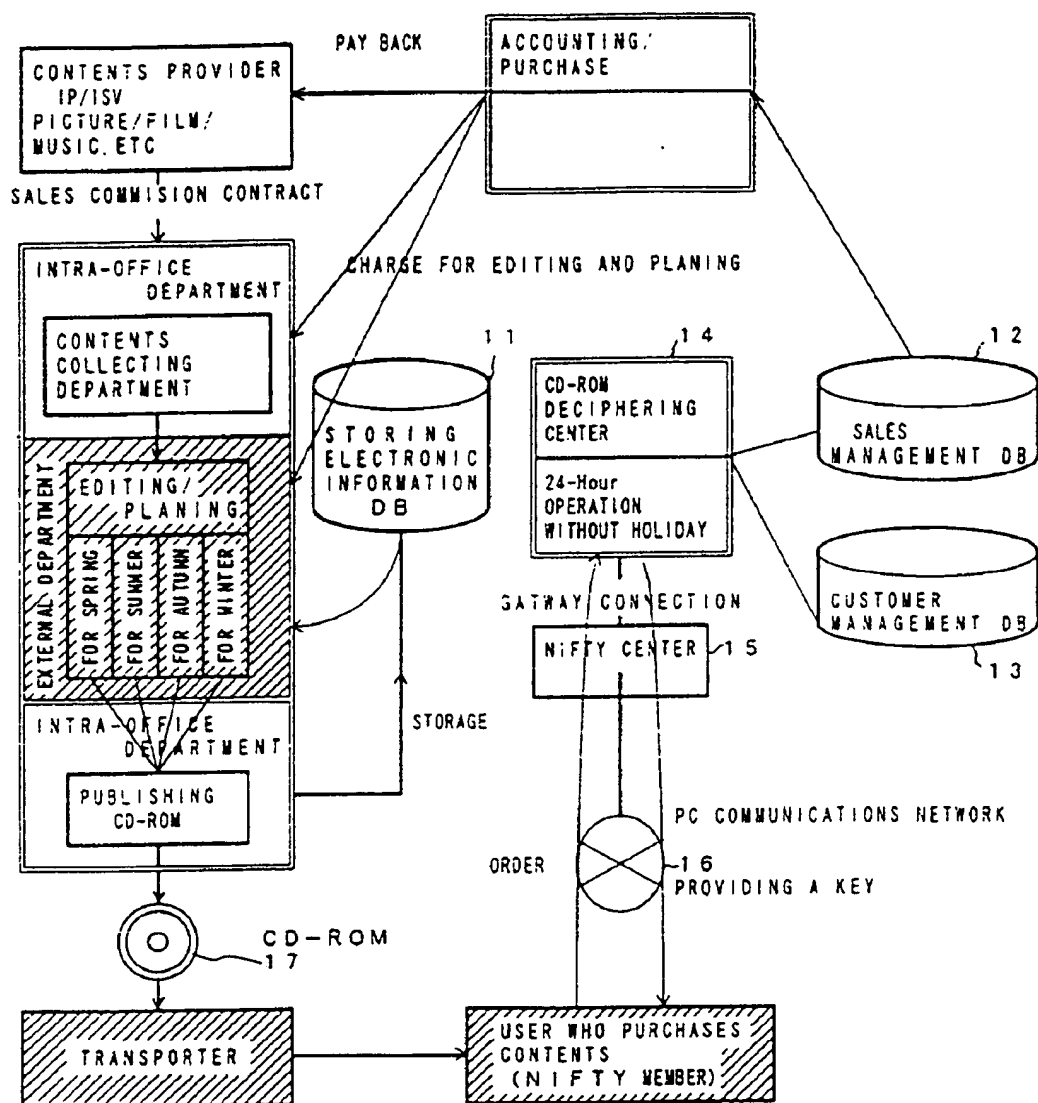 PAY BACK
CONTENTS PROVIDER
IP/ISV
PICTURE/FILM/
MUSIC.ETC
ACCOUNTING/
PURCHASE
SALES COMMISION CONTRACT
INTRA-OFFICE
DEPARTMENT
CHARGE FOR EDITING AND PLANING
CONTENTS
COLLECTING
DEPARTMENT
11
STORING
ELECTRONIC
INFORMATION
DB
14
CD-ROM
DECIPHERING
CENTER
24-Hour
OPERATION
WITHOUT HOLIDAY
12
SALES
MANAGEMENT DB
EXTERNAL DEPARTMENT
EDITING/
PLANING
FOR SPRING
FOR SUMMER
FOR AUTUMN
FOR WINTER
CUSTOMER
MANAGEMENT DB
13
GATWAY CONNECTION
NIFTY CENTER
15
INTRA-OFFICE
DEPARTMENT
STORAGE
PUBLISHING
CD-ROM
PC COMMUNICATIONS NETWORK
ORDER
16
PROVIDING A KEY
CD-ROM
17
TRANSPORTER
USER WHO PURCHASES
CONTENTS
(NIFTY MEMBER)